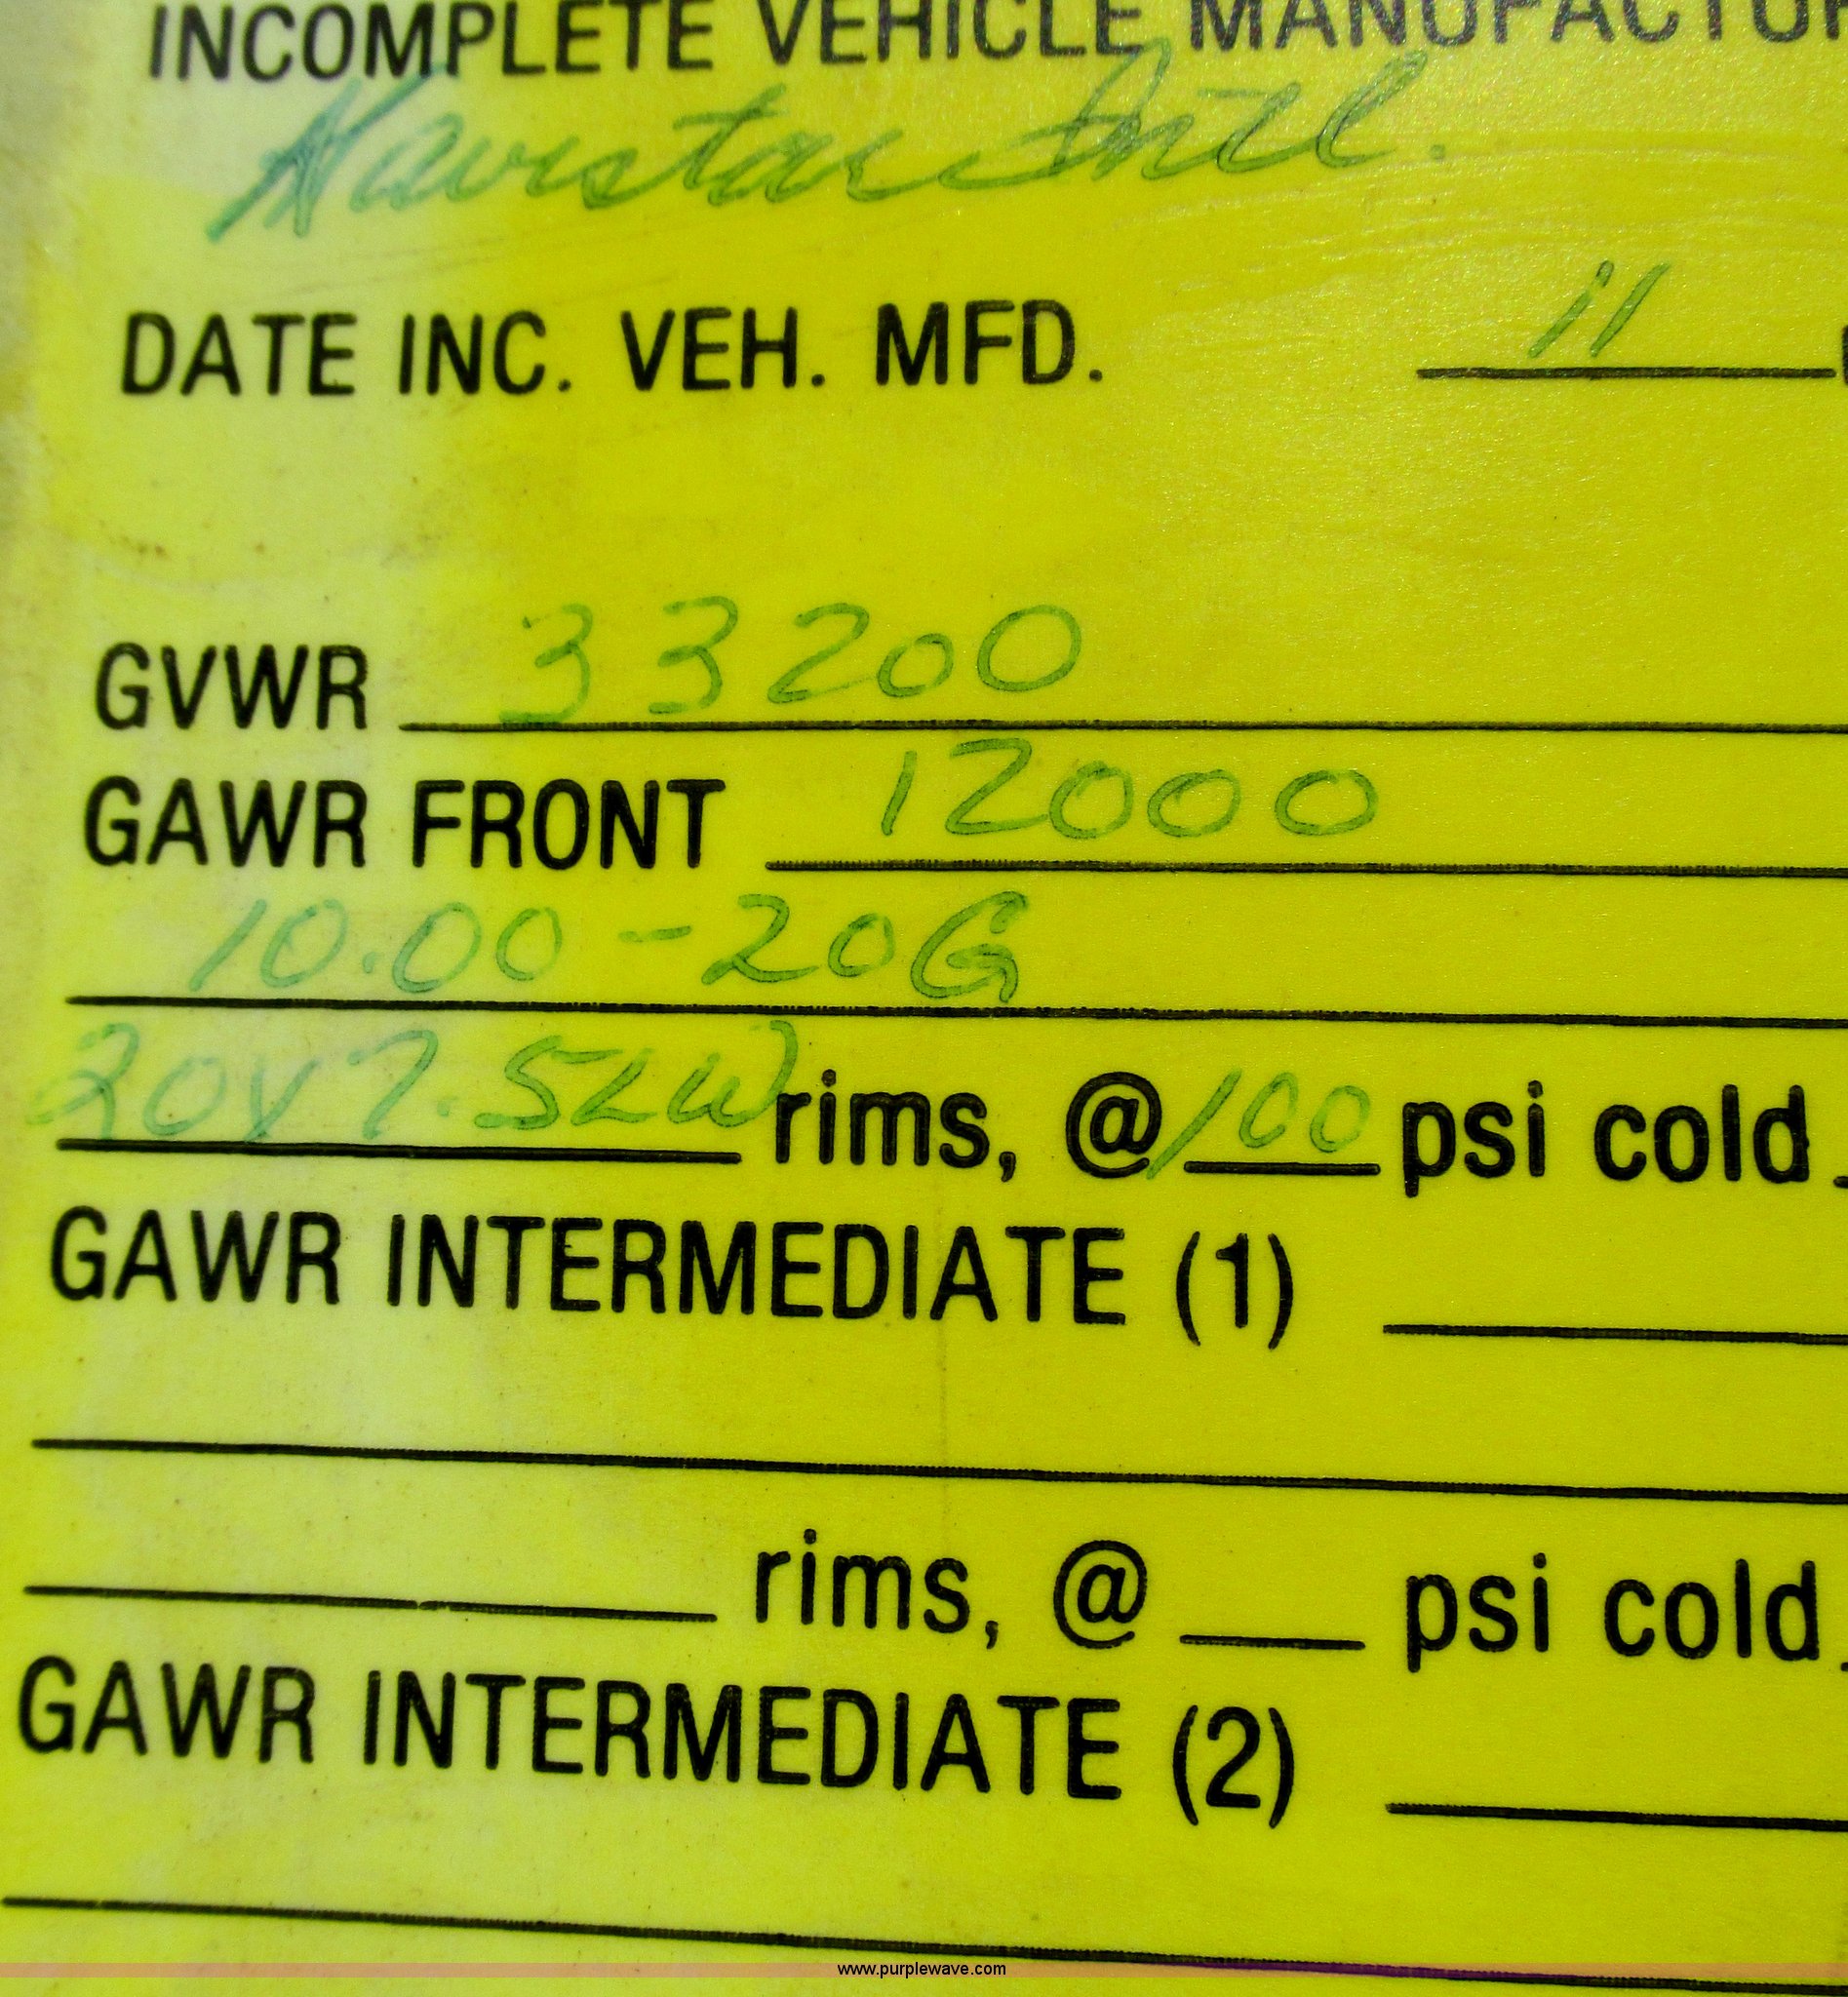 INCOMPLETE VEHICLE MANUFACTUR
Navistar Intl.
DATE INC. VEH. MFD. 11
GVWR 33200
GAWR FRONT 12000
10.00-20G
20x7.5LW rims, @ 100 psi cold
GAWR INTERMEDIATE (1)
rims, @ psi cold
GAWR INTERMEDIATE (2)
www.purplewave.com